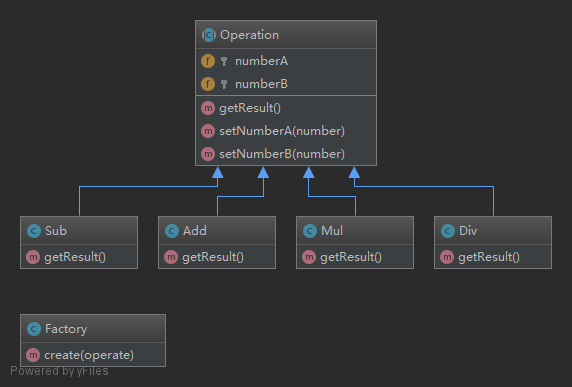 Operation
numberA
numberB
getResult()
setNumberA(number)
setNumberB(number)
Sub
getResult()
Add
getResult()
Mul
getResult()
Div
getResult()
Factory
create(operate)
Powered by yFiles